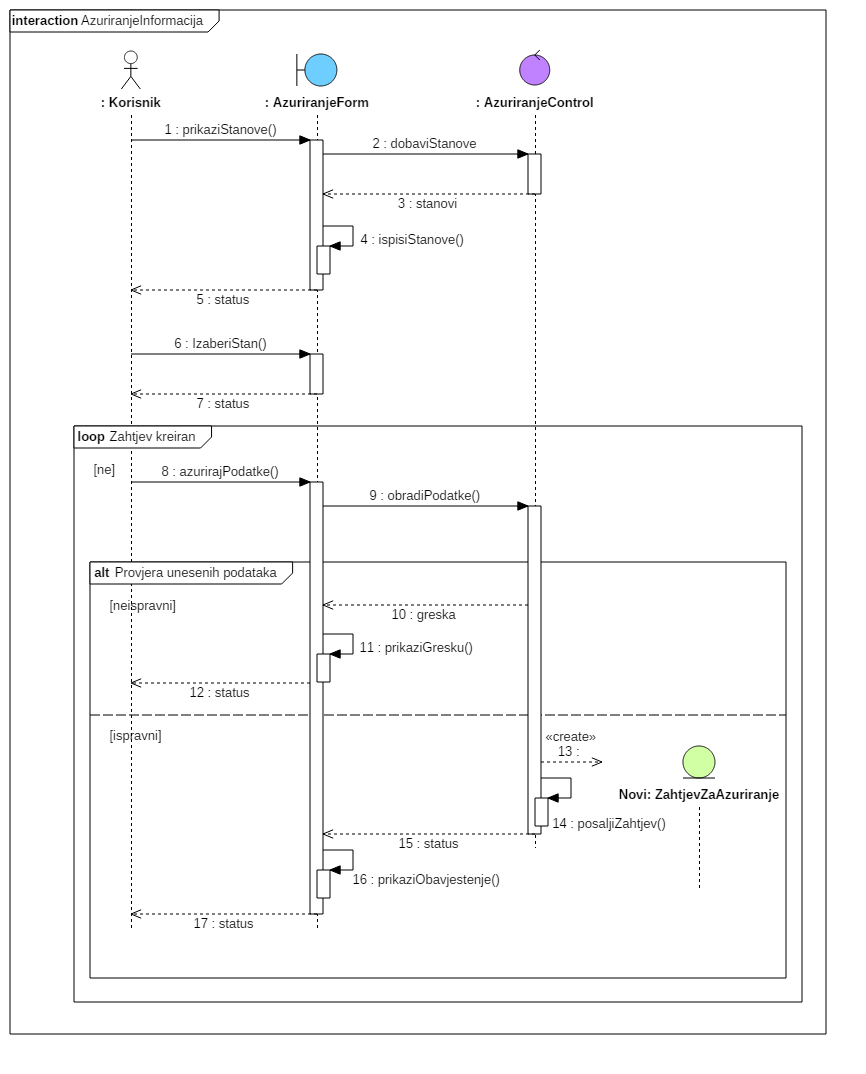 interaction AzuriranjeInformacija
: Korisnik
: AzuriranjeForm
: AzuriranjeControl
1 : prikaziStanove()
2 : dobaviStanove
3 : stanovi
4 : ispisiStanove()
5 : status
6 : IzaberiStan()
7 : status
loop Zahtjev kreiran
[ne]
8 : azurirajPodatke()
9 : obradiPodatke()
alt Provjera unesenih podataka
[neispravni]
10 : greska
11 : prikaziGresku()
12 : status
[ispravni]
«create»
13 :
Novi: ZahtjevZaAzuriranje
14 : posaljiZahtjev()
15 : status
16 : prikaziObavjestenje()
17 : status